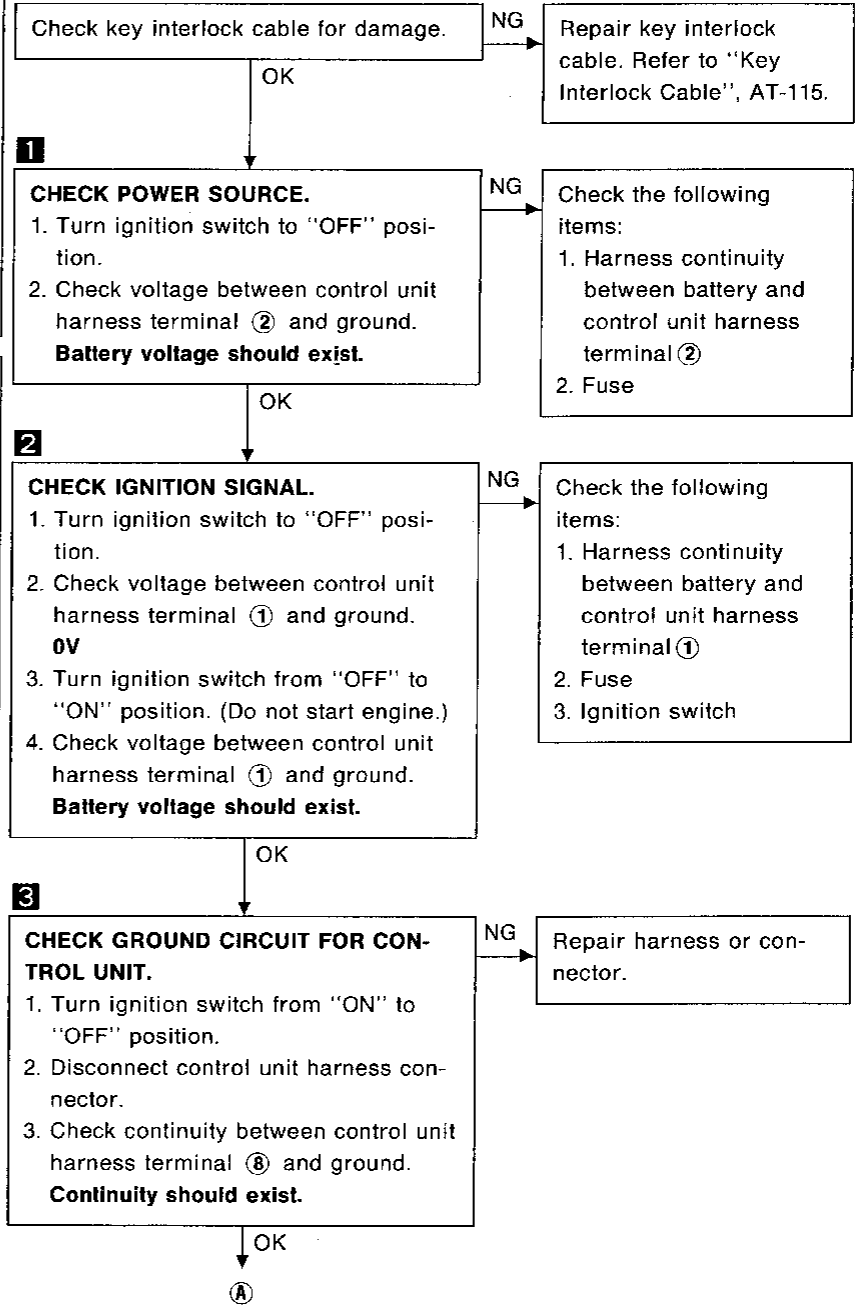 Check key interlock cable for damage.
NG
Repair key interlock
cable. Refer to "Key
Interlock Cable", AT-115.
OK
1
CHECK POWER SOURCE.
1. Turn ignition switch to "OFF" posi-
tion.
2. Check voltage between control unit
harness terminal ② and ground.
Battery voltage should exist.
NG
Check the following
items:
1. Harness continuity
between battery and
control unit harness
terminal ②
2. Fuse
OK
2
CHECK IGNITION SIGNAL.
1. Turn ignition switch to "OFF" posi-
tion.
2. Check voltage between control unit
harness terminal ① and ground.
0V
3. Turn ignition switch from "OFF" to
"ON" position. (Do not start engine.)
4. Check voltage between control unit
harness terminal ① and ground.
Battery voltage should exist.
NG
Check the following
items:
1. Harness continuity
between battery and
control unit harness
terminal ①
2. Fuse
3. Ignition switch
OK
3
CHECK GROUND CIRCUIT FOR CON-
TROL UNIT.
1. Turn ignition switch from "ON" to
"OFF" position.
2. Disconnect control unit harness con-
nector.
3. Check continuity between control unit
harness terminal ⑧ and ground.
Continuity should exist.
NG
Repair harness or con-
nector.
OK
Ⓐ